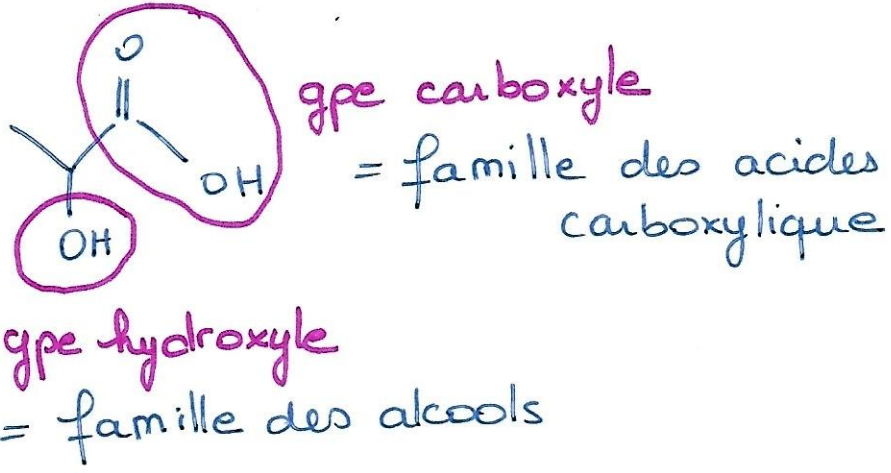 O
gpe carboxyle
OH
= famille des acides
carboxylique
OH
gpe hydroxyle
= famille des alcools